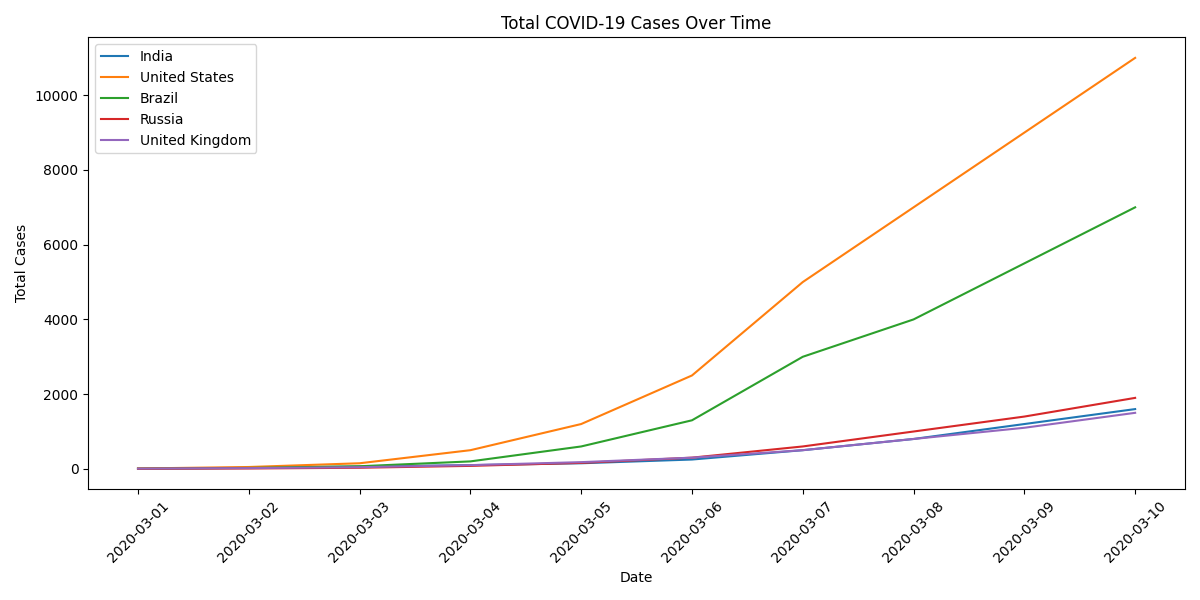 Total COVID-19 Cases Over Time
India
United States
Brazil
Russia
United Kingdom
Total Cases
10000
8000
6000
4000
2000
0
2020-03-01
2020-03-02
2020-03-03
2020-03-04
2020-03-05
2020-03-06
2020-03-07
2020-03-08
2020-03-09
2020-03-10
Date